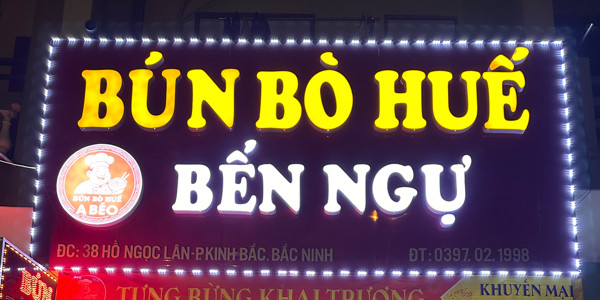 BÚN BÒ HUẾ
BẾN NGỰ
BÚN BÒ HUẾ
A BÉO
ĐC: 38 HỒ NGỌC LÂN-P.KINH BẮC. BẮC NINH
ĐT: 0397. 02. 1998
TƯNG BỪNG KHAI TRƯƠNG
KHUYẾN MẠI
BÚN